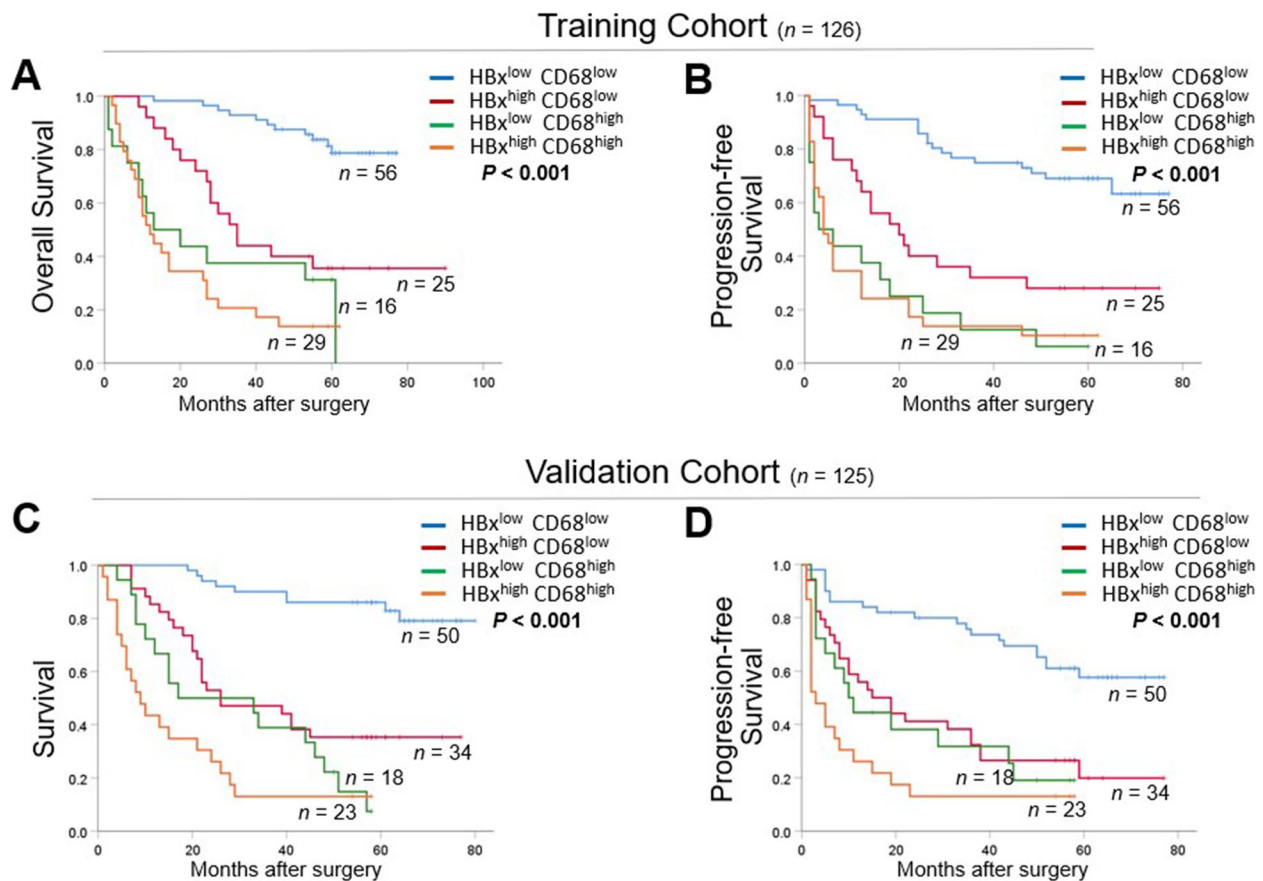 Training Cohort (n = 126)
A
HBxlow CD68low
HBxhigh CD68low
HBxlow CD68high
HBxhigh CD68high
P < 0.001
Overall Survival
1.0
0.8
0.6
0.4
0.2
0.0
n = 56
n = 25
n = 16
n = 29
0 20 40 60 80 100
Months after surgery
B
HBxlow CD68low
HBxhigh CD68low
HBxlow CD68high
HBxhigh CD68high
P < 0.001
Progression-free
Survival
1.0
0.8
0.6
0.4
0.2
0.0
n = 56
n = 25
n = 29
n = 16
0 20 40 60 80
Months after surgery
Validation Cohort (n = 125)
C
HBxlow CD68low
HBxhigh CD68low
HBxlow CD68high
HBxhigh CD68high
P < 0.001
Survival
1.0
0.8
0.6
0.4
0.2
0.0
n = 50
n = 34
n = 18
n = 23
0 20 40 60 80
Months after surgery
D
HBxlow CD68low
HBxhigh CD68low
HBxlow CD68high
HBxhigh CD68high
P < 0.001
Progression-free
Survival
1.0
0.8
0.6
0.4
0.2
0.0
n = 50
n = 18
n = 34
n = 23
0 20 40 60 80
Months after surgery